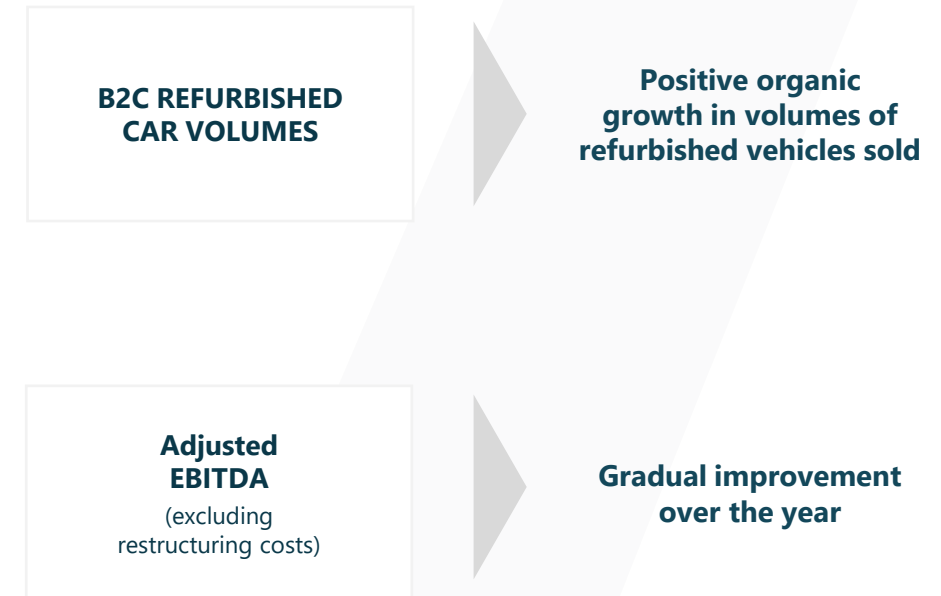 B2C REFURBISHED
CAR VOLUMES
Positive organic
growth in volumes of
refurbished vehicles sold
Adjusted
EBITDA
(excluding
restructuring costs)
Gradual improvement
over the year